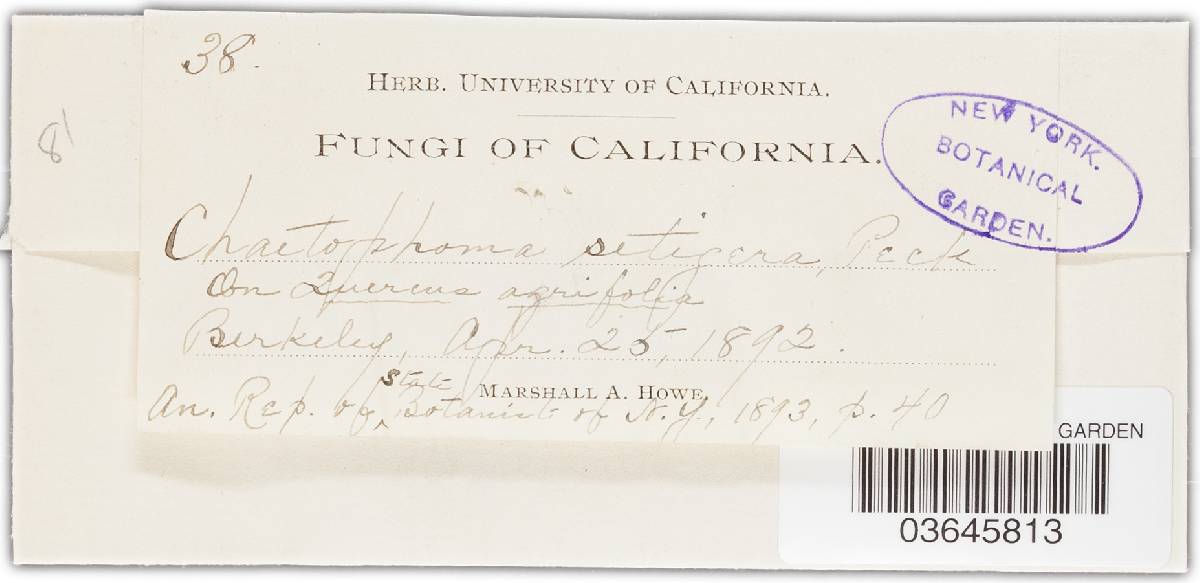 38.
HERB. UNIVERSITY OF CALIFORNIA.
FUNGI OF CALIFORNIA.
NEW YORK.
BOTANICAL
GARDEN.
8'
Chaetophoma setigera, Peck
On Quercus agrifolia
Berkeley, Apr. 25, 1892.
MARSHALL A. HOWE.
An. Rep. of State Botanist of N.Y., 1893, p. 40
GARDEN
03645813